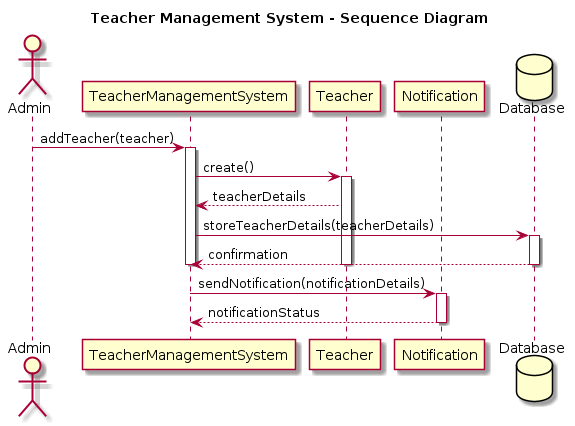 Teacher Management System - Sequence Diagram
Admin
TeacherManagementSystem
Teacher
Notification
Database
addTeacher(teacher)
create()
teacherDetails
storeTeacherDetails(teacherDetails)
confirmation
sendNotification(notificationDetails)
notificationStatus
Admin
TeacherManagementSystem
Teacher
Notification
Database